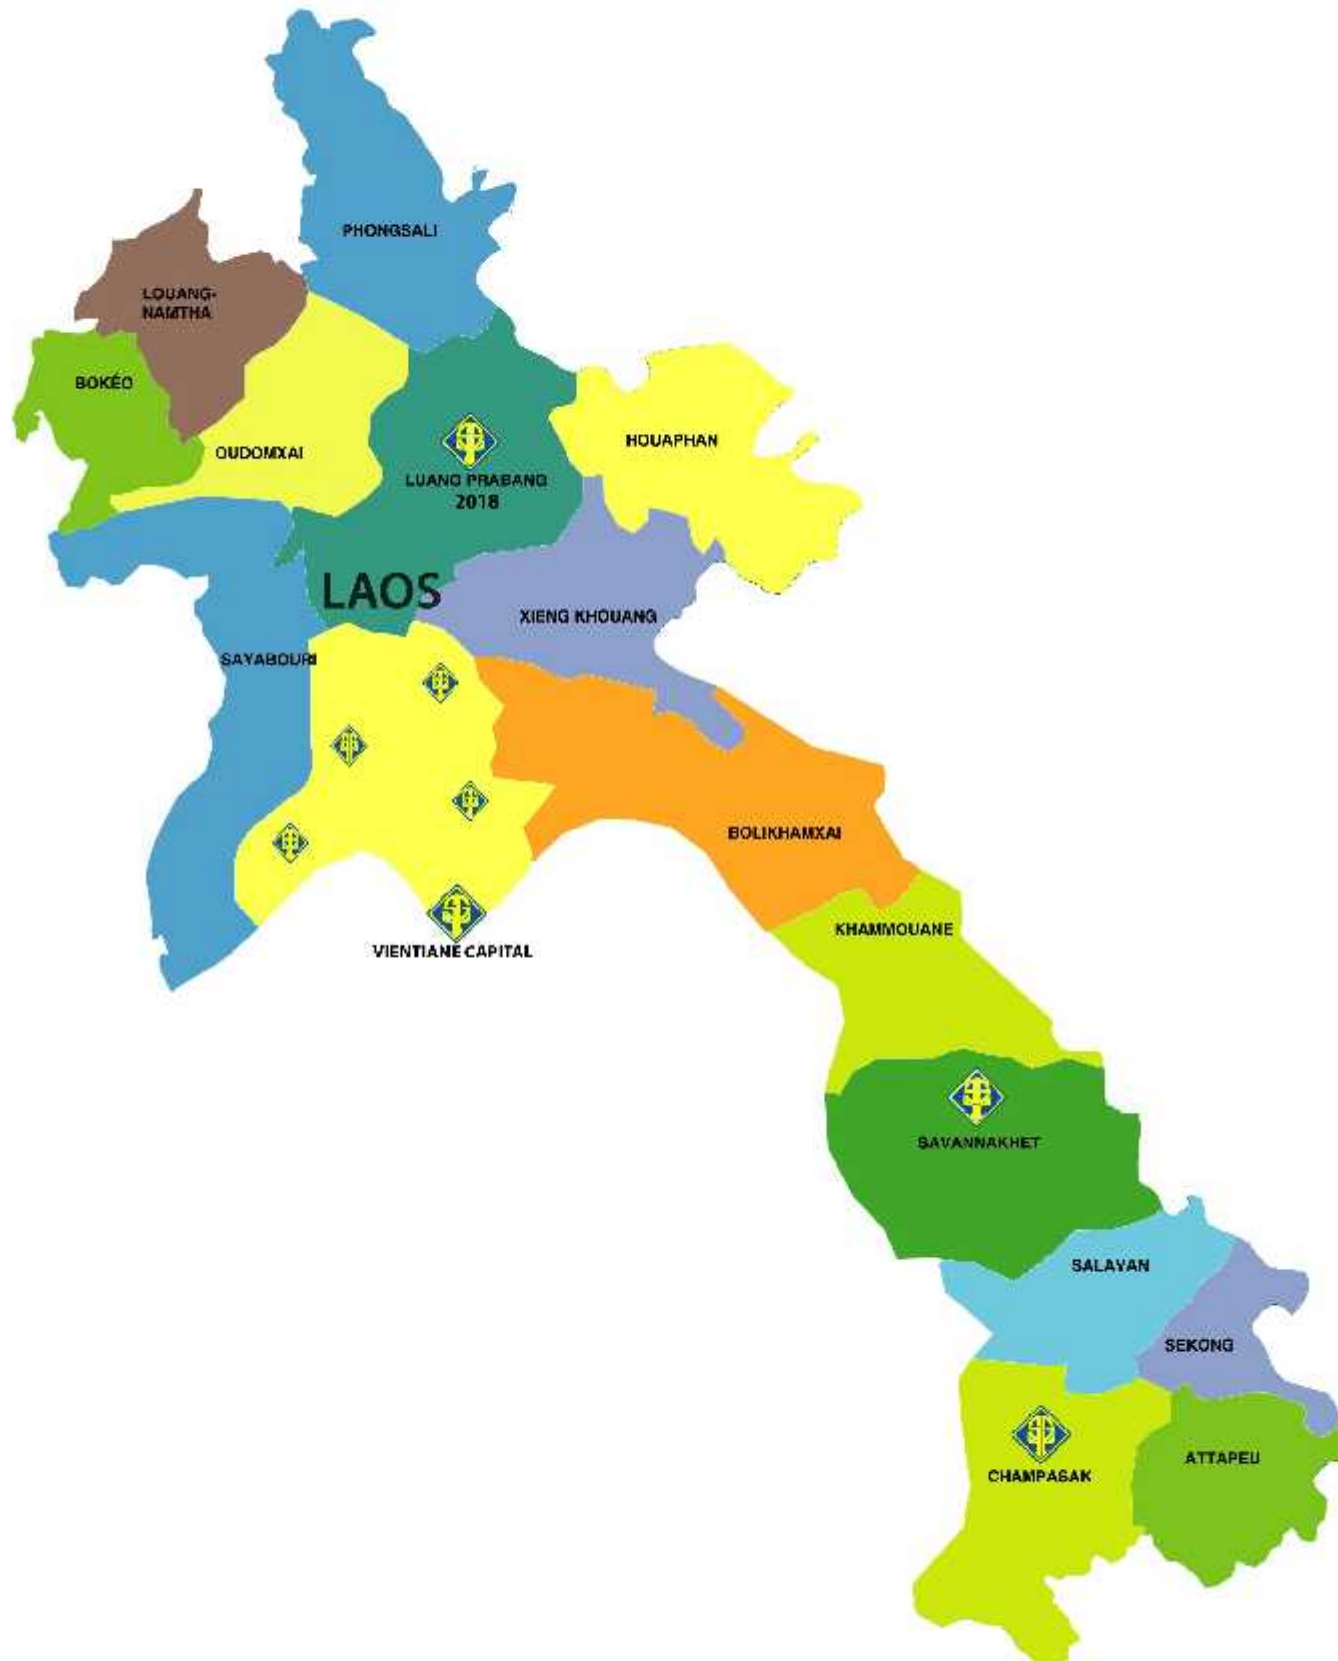 PHONGSALI
LOUANG-
NAMTHA
BOKÉO
OUDOMXAI
HOUAPHAN
LUANG PRABANG
2018
LAOS
XIENG KHOUANG
SAYABOURI
BOLIKHAMXAI
KHAMMOUANE
VIENTIANE CAPITAL
SAVANNAKHET
SALAVAN
SEKONG
CHAMPASAK
ATTAPEU